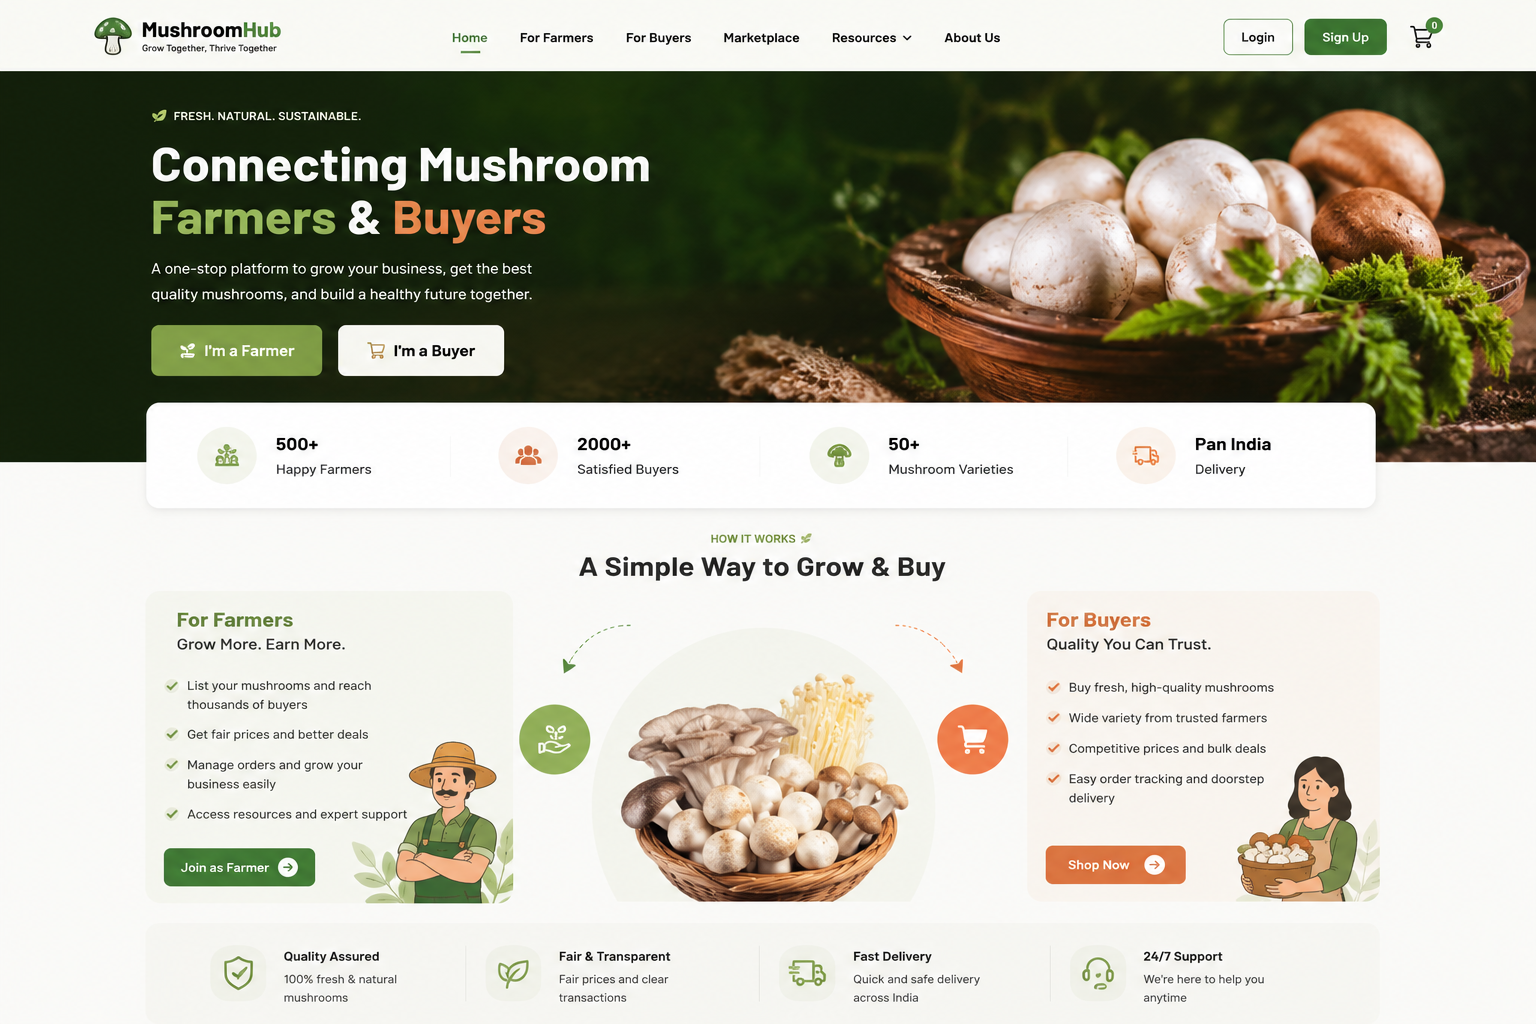 MushroomHub
Grow Together, Thrive Together
Home
For Farmers
For Buyers
Marketplace
Resources
About Us
Login
Sign Up
0
FRESH. NATURAL. SUSTAINABLE.
Connecting Mushroom
Farmers & Buyers
A one-stop platform to grow your business, get the best
quality mushrooms, and build a healthy future together.
I'm a Farmer
I'm a Buyer
500+
Happy Farmers
2000+
Satisfied Buyers
50+
Mushroom Varieties
Pan India
Delivery
HOW IT WORKS
A Simple Way to Grow & Buy
For Farmers
Grow More. Earn More.
List your mushrooms and reach
thousands of buyers
Get fair prices and better deals
Manage orders and grow your
business easily
Access resources and expert support
Join as Farmer
For Buyers
Quality You Can Trust.
Buy fresh, high-quality mushrooms
Wide variety from trusted farmers
Competitive prices and bulk deals
Easy order tracking and doorstep
delivery
Shop Now
Quality Assured
100% fresh & natural
mushrooms
Fair & Transparent
Fair prices and clear
transactions
Fast Delivery
Quick and safe delivery
across India
24/7 Support
We're here to help you
anytime